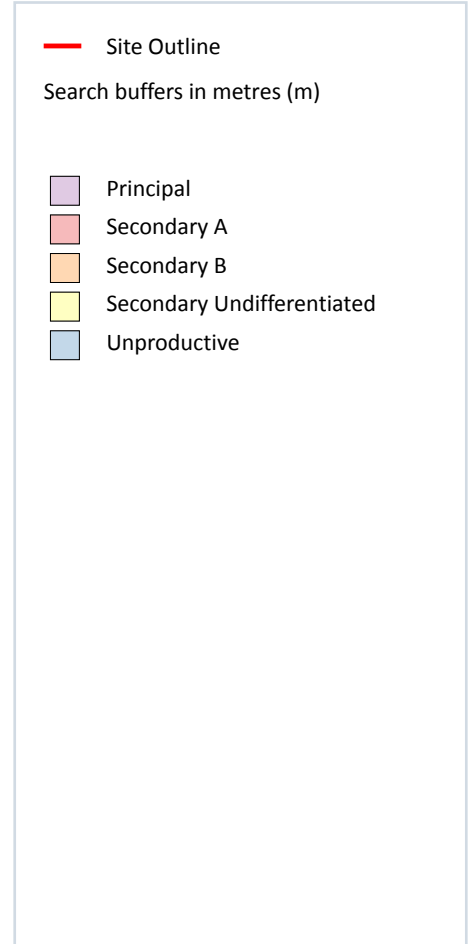 Site Outline
Search buffers in metres (m)
Principal
Secondary A
Secondary B
Secondary Undifferentiated
Unproductive